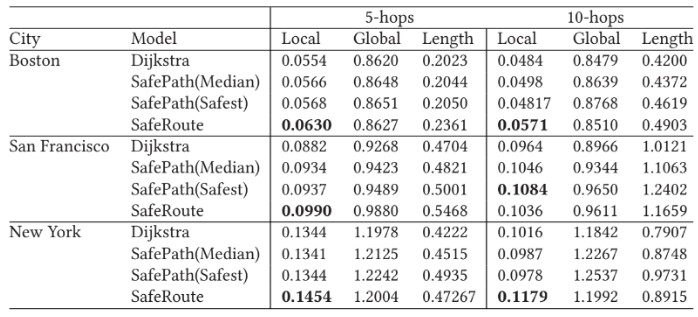 5-hops 10-hops
City Model Local Global Length Local Global Length
Boston Dijkstra 0.0554 0.8620 0.2023 0.0484 0.8479 0.4200
SafePath(Median) 0.0566 0.8648 0.2044 0.0498 0.8639 0.4372
SafePath(Safest) 0.0568 0.8651 0.2050 0.04817 0.8768 0.4619
SafeRoute 0.0630 0.8627 0.2361 0.0571 0.8510 0.4903
San Francisco Dijkstra 0.0882 0.9268 0.4704 0.0964 0.8966 1.0121
SafePath(Median) 0.0934 0.9423 0.4821 0.1046 0.9344 1.1063
SafePath(Safest) 0.0937 0.9489 0.5001 0.1084 0.9650 1.2402
SafeRoute 0.0990 0.9880 0.5468 0.1036 0.9611 1.1659
New York Dijkstra 0.1344 1.1978 0.4222 0.1016 1.1842 0.7907
SafePath(Median) 0.1341 1.2125 0.4515 0.0987 1.2267 0.8748
SafePath(Safest) 0.1344 1.2242 0.4935 0.0978 1.2537 0.9731
SafeRoute 0.1454 1.2004 0.47267 0.1179 1.1992 0.8915